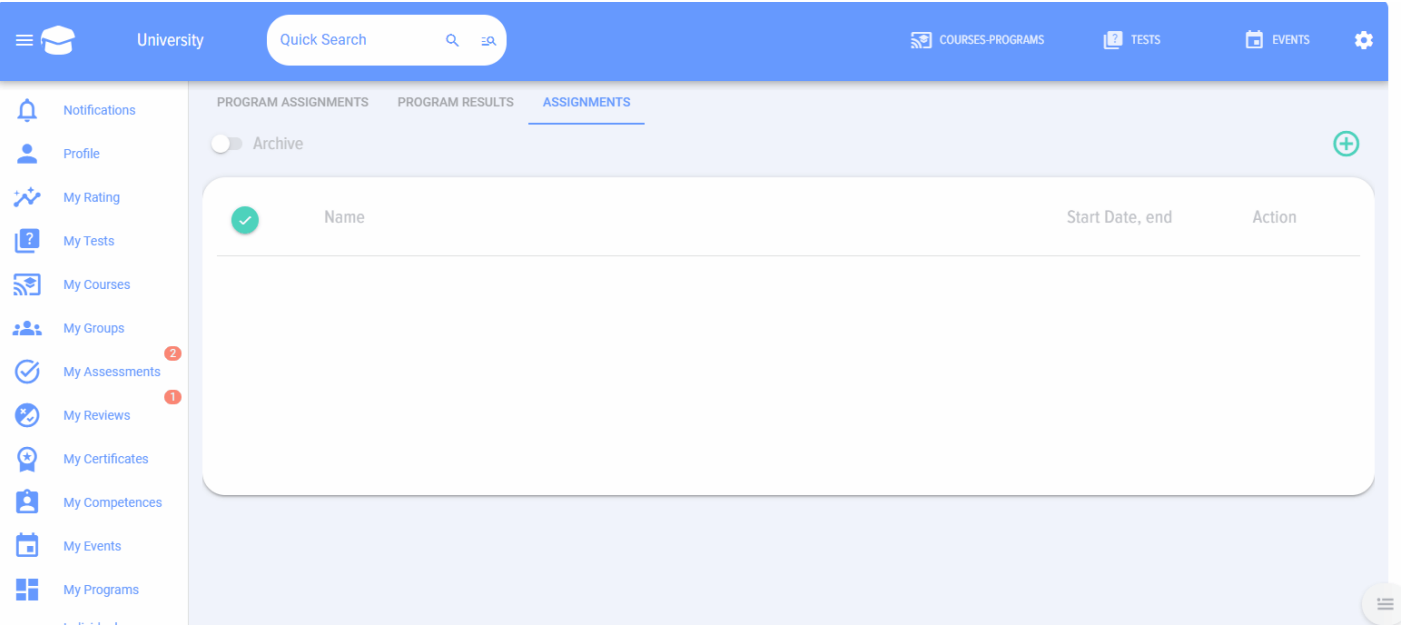 University
Quick Search
COURSES-PROGRAMS
TESTS
EVENTS
Notifications
Profile
My Rating
My Tests
My Courses
My Groups
2
My Assessments
1
My Reviews
My Certificates
My Competences
My Events
My Programs
PROGRAM ASSIGNMENTS
PROGRAM RESULTS
ASSIGNMENTS
Archive
Name
Start Date, end
Action